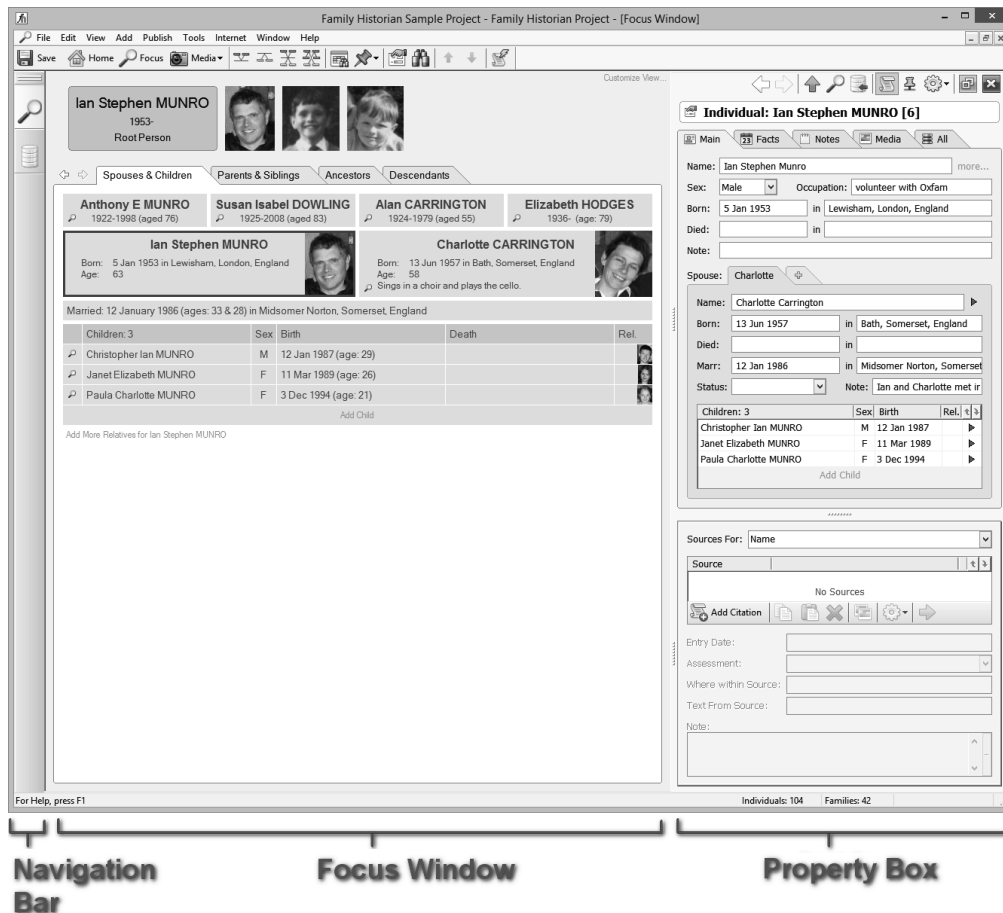 Family Historian Sample Project - Family Historian Project - [Focus Window]
File Edit View Add Publish Tools Internet Window Help
Save Home Focus Media
Customize View...
Ian Stephen MUNRO
1953-
Root Person
Spouses & Children Parents & Siblings Ancestors Descendants
Anthony E MUNRO Susan Isabel DOWLING Alan CARRINGTON Elizabeth HODGES
1922-1998 (aged 76) 1925-2008 (aged 83) 1924-1979 (aged 55) 1936- (age: 79)
Ian Stephen MUNRO
Born: 5 Jan 1953 in Lewisham, London, England
Age: 63
Charlotte CARRINGTON
Born: 13 Jun 1957 in Bath, Somerset, England
Age: 58
Sings in a choir and plays the cello.
Married: 12 January 1986 (ages: 33 & 28) in Midsomer Norton, Somerset, England
Children: 3 Sex Birth Death Rel.
Christopher Ian MUNRO M 12 Jan 1987 (age: 29)
Janet Elizabeth MUNRO F 11 Mar 1989 (age: 26)
Paula Charlotte MUNRO F 3 Dec 1994 (age: 21)
Add Child
Add More Relatives for Ian Stephen MUNRO
Individual: Ian Stephen MUNRO [6]
Main 23 Facts Notes Media All
Name: Ian Stephen Munro more...
Sex: Male Occupation: volunteer with Oxfam
Born: 5 Jan 1953 in Lewisham, London, England
Died: in
Note:
Spouse: Charlotte
Name: Charlotte Carrington
Born: 13 Jun 1957 in Bath, Somerset, England
Died: in
Marr: 12 Jan 1986 in Midsomer Norton, Somerset
Status: Note: Ian and Charlotte met ir
Children: 3 Sex Birth Rel.
Christopher Ian MUNRO M 12 Jan 1987
Janet Elizabeth MUNRO F 11 Mar 1989
Paula Charlotte MUNRO F 3 Dec 1994
Add Child
Sources For: Name
Source
No Sources
Add Citation
Entry Date:
Assessment:
Where within Source:
Text From Source:
Note:
For Help, press F1 Individuals: 104 Families: 42
Navigation
Bar
Focus Window
Property Box